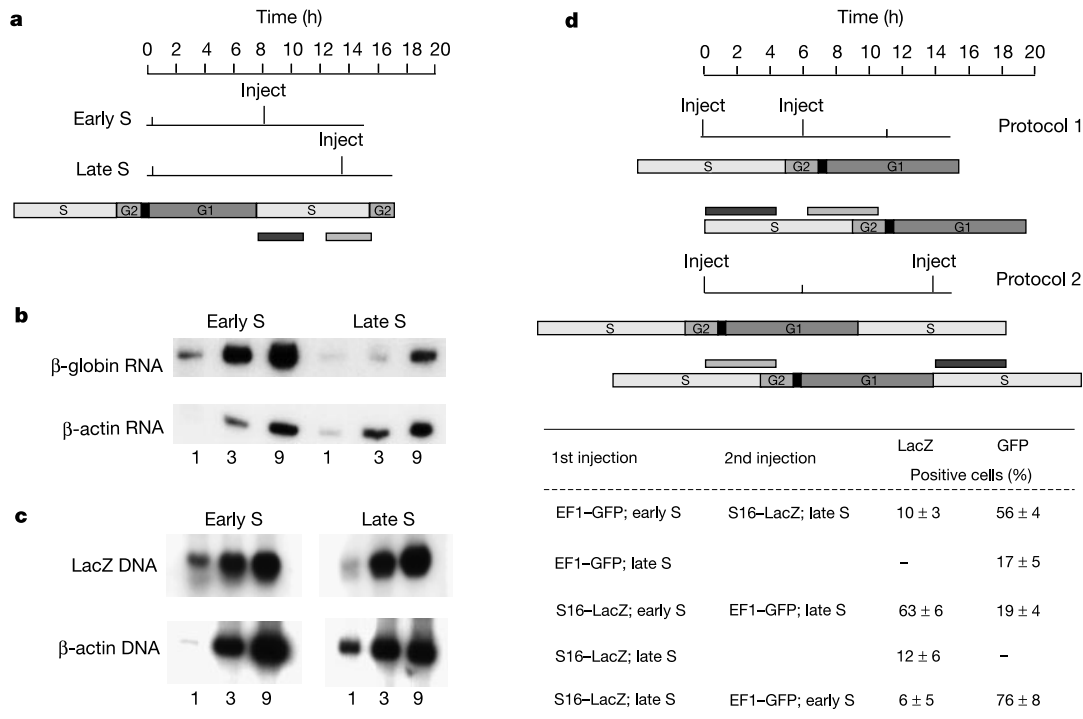 a
Time (h)
0 2 4 6 8 10 12 14 16 18 20
Inject
Early S
Inject
Late S
S G2 G1 S G2
b
Early S Late S
β-globin RNA
β-actin RNA
1 3 9 1 3 9
c
Early S Late S
LacZ DNA
β-actin DNA
1 3 9 1 3 9
d
Time (h)
0 2 4 6 8 10 12 14 16 18 20
Inject Inject
Protocol 1
S G2 G1
S G2 G1
Inject Inject
Protocol 2
S G2 G1 S
S G2 G1 S
LacZ GFP
1st injection 2nd injection
Positive cells (%)
EF1–GFP; early S S16–LacZ; late S 10 ± 3 56 ± 4
EF1–GFP; late S – 17 ± 5
S16–LacZ; early S EF1–GFP; late S 63 ± 6 19 ± 4
S16–LacZ; late S 12 ± 6 –
S16–LacZ; late S EF1–GFP; early S 6 ± 5 76 ± 8